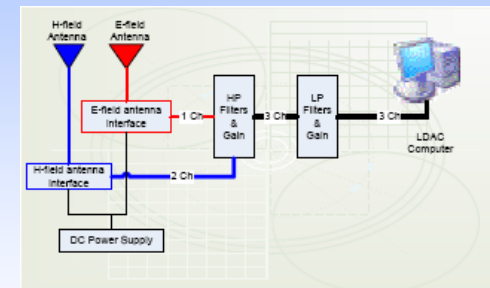 H-field
Antenna
E-field
Antenna
E-field antenna
interface
1 Ch
HP
Filters
&
Gain
3 Ch
LP
Filters
&
Gain
3 Ch
LDAC
Computer
H-field antenna
interface
2 Ch
DC Power Supply